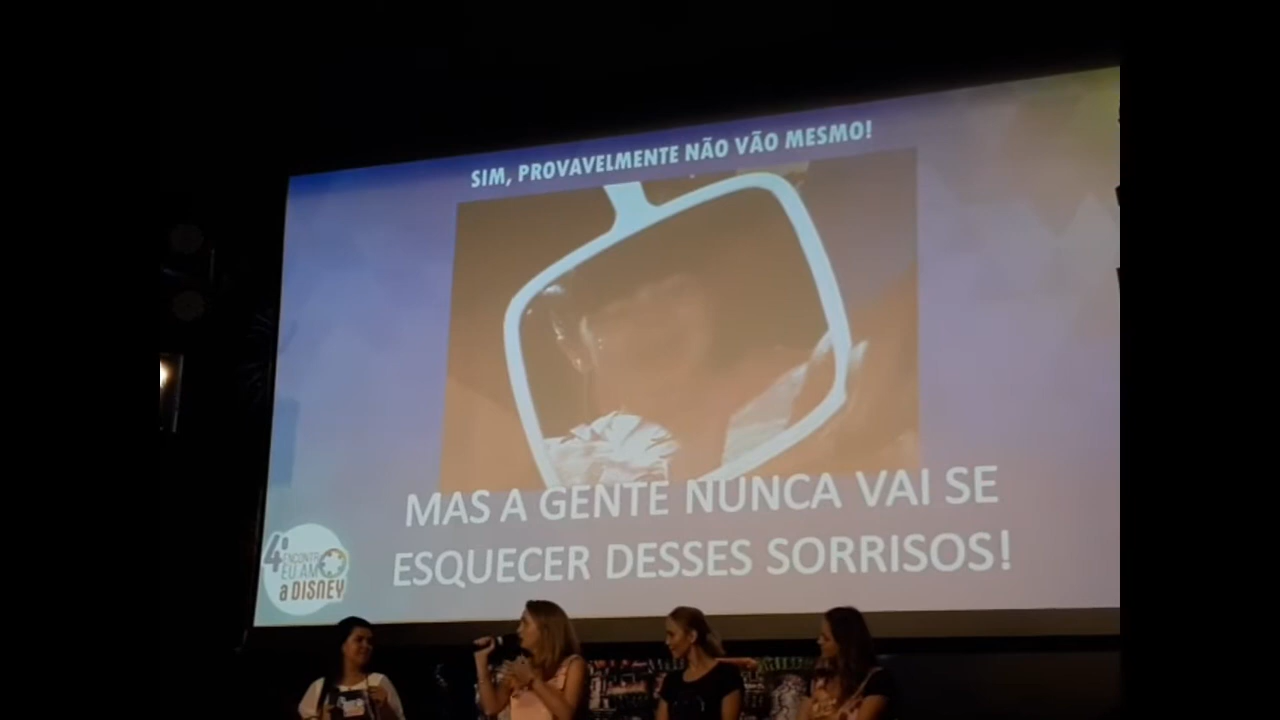 SIM, PROVAVELMENTE NÃO VÃO MESMO!
MAS A GENTE NUNCA VAI SE
ESQUECER DESSES SORRISOS!
4º
ENCONTRO
EU AMO
a DISNEY